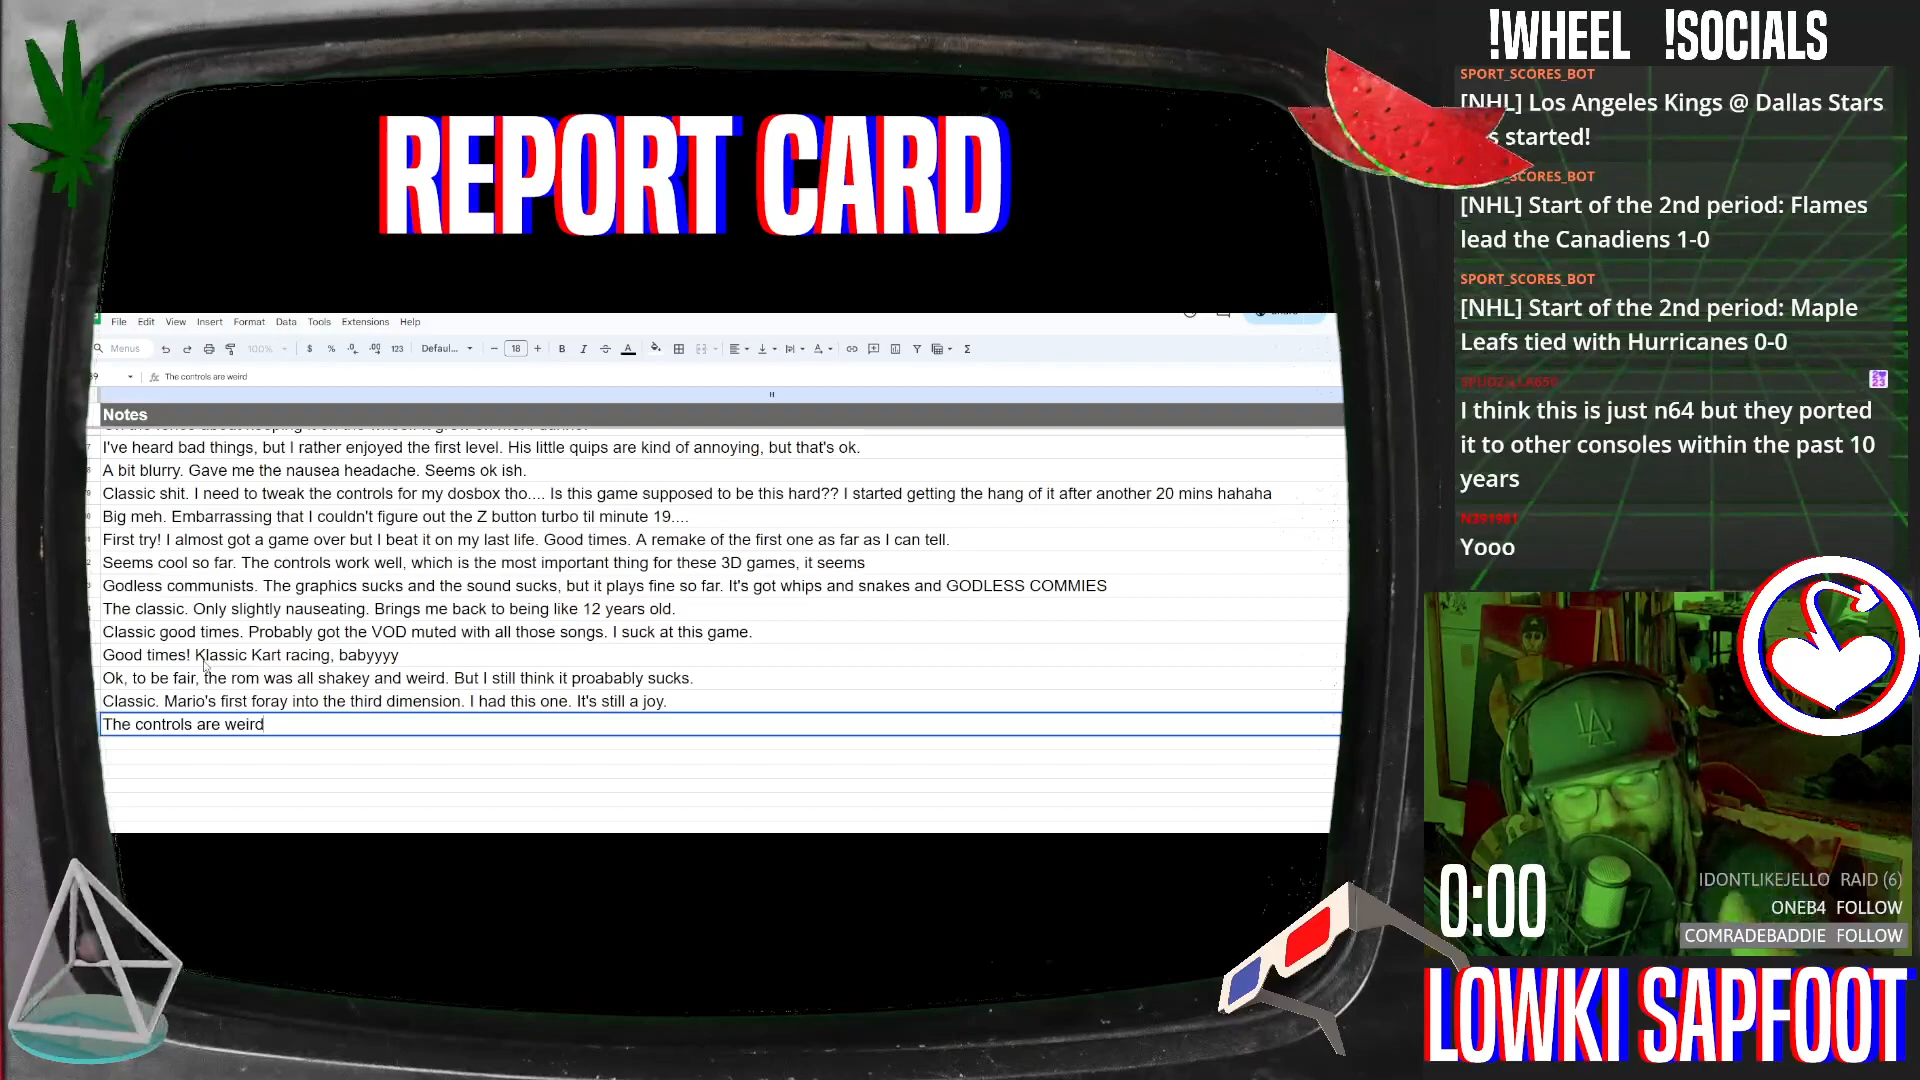 !WHEEL !SOCIALS
REPORT CARD
File Edit View Insert Format Data Tools Extensions Help
Menus 100% $ % .0 .00 123 Defaul... − 18 + B I A Σ
fx The controls are weird
Notes
I've heard bad things, but I rather enjoyed the first level. His little quips are kind of annoying, but that's ok.
A bit blurry. Gave me the nausea headache. Seems ok ish.
Classic shit. I need to tweak the controls for my dosbox tho.... Is this game supposed to be this hard?? I started getting the hang of it after another 20 mins hahaha
Big meh. Embarrassing that I couldn't figure out the Z button turbo til minute 19....
First try! I almost got a game over but I beat it on my last life. Good times. A remake of the first one as far as I can tell.
Seems cool so far. The controls work well, which is the most important thing for these 3D games, it seems
Godless communists. The graphics sucks and the sound sucks, but it plays fine so far. It's got whips and snakes and GODLESS COMMIES
The classic. Only slightly nauseating. Brings me back to being like 12 years old.
Classic good times. Probably got the VOD muted with all those songs. I suck at this game.
Good times! Klassic Kart racing, babyyyy
Ok, to be fair, the rom was all shakey and weird. But I still think it proabably sucks.
Classic. Mario's first foray into the third dimension. I had this one. It's still a joy.
The controls are weird
SPORT_SCORES_BOT
[NHL] Los Angeles Kings @ Dallas Stars
started!
SCORES_BOT
[NHL] Start of the 2nd period: Flames
lead the Canadiens 1-0
SPORT_SCORES_BOT
[NHL] Start of the 2nd period: Maple
Leafs tied with Hurricanes 0-0
I think this is just n64 but they ported
it to other consoles within the past 10
years
N391981
Yooo
LA
0:00
IDONTLIKEJELLO RAID (6)
ONEB4 FOLLOW
COMRADEBADDIE FOLLOW
LOWKI SAPFOOT